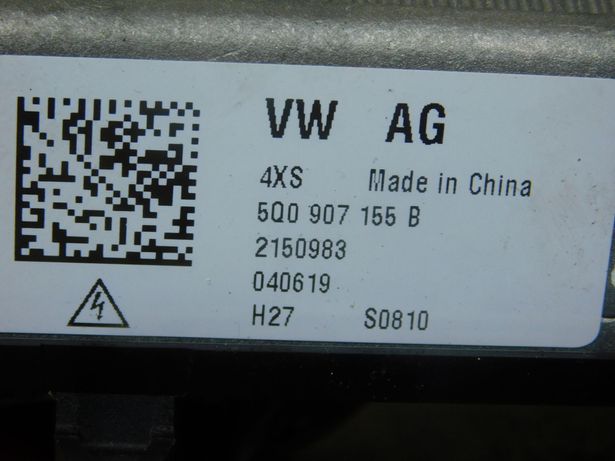 VW AG
4XS Made in China
5Q0 907 155 B
2150983
040619
H27 S0810